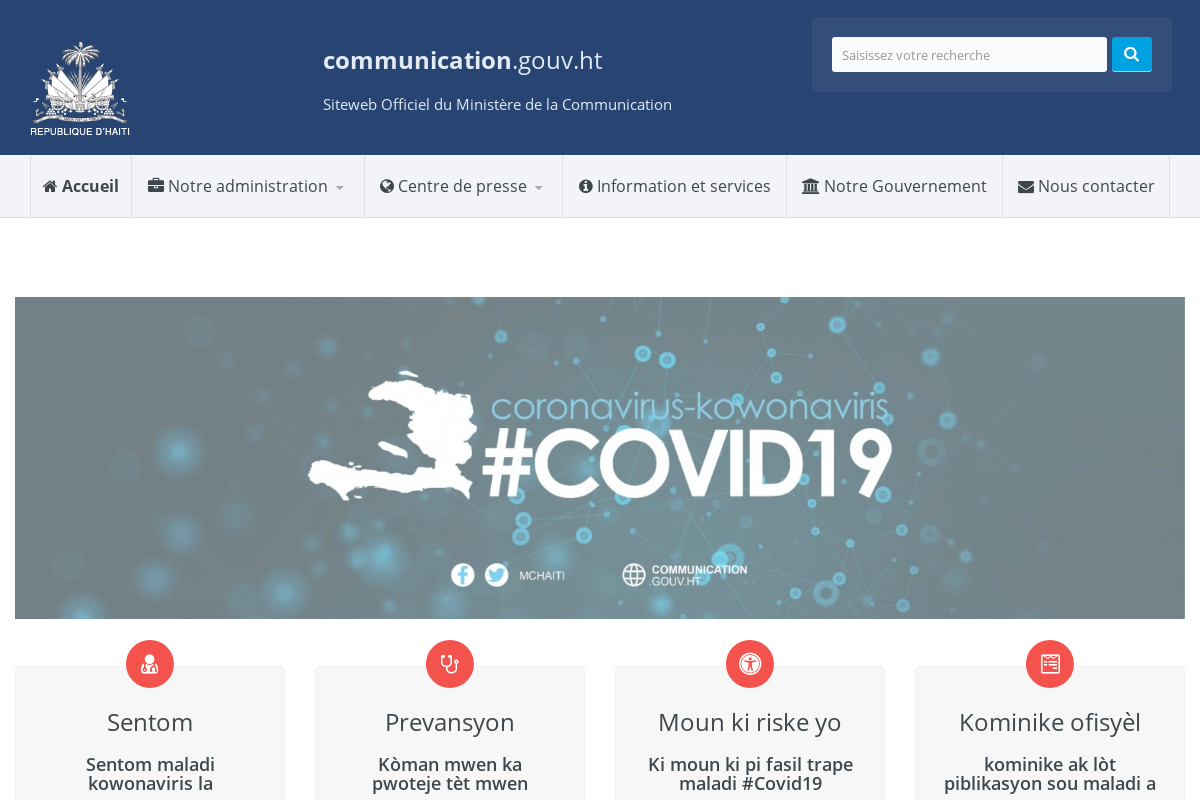 REPUBLIQUE D'HAITI
communication.gouv.ht
Siteweb Officiel du Ministère de la Communication
Saisissez votre recherche
Accueil
Notre administration
Centre de presse
Information et services
Notre Gouvernement
Nous contacter
coronavirus-kowonaviris
#COVID19
MCHAITI
COMMUNICATION
.GOUV.HT
Sentom
Sentom maladi
kowonaviris la
Prevansyon
Kòman mwen ka
pwoteje tèt mwen
Moun ki riske yo
Ki moun ki pi fasil trape
maladi #Covid19
Kominike ofisyèl
kominike ak lòt
piblikasyon sou maladi a